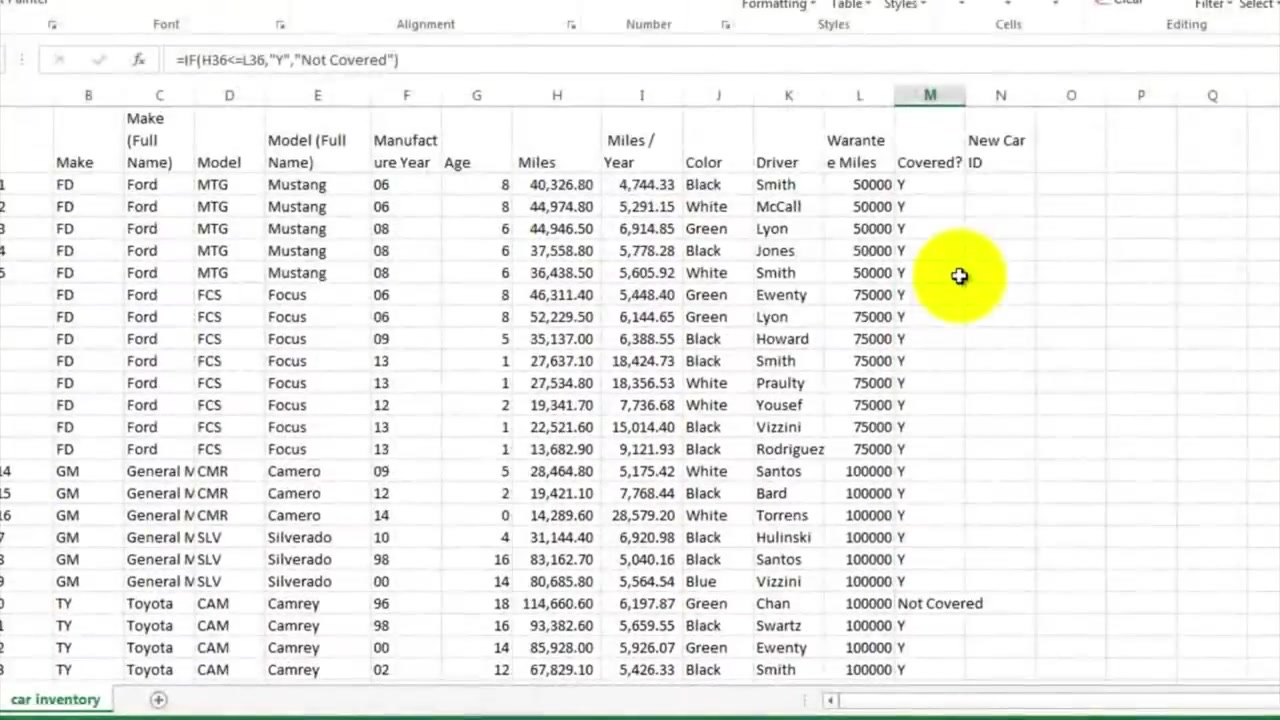 Painter Formatting Table Styles Clear Filter Select
Font Alignment Number Styles Cells Editing
fx =IF(H36<=L36,"Y","Not Covered")
B C D E F G H I J K L M N O P Q
Make Make (Full Name) Model Model (Full Name) Manufact ure Year Age Miles Miles / Year Color Driver Warante e Miles Covered? New Car ID
1 FD Ford MTG Mustang 06 8 40,326.80 4,744.33 Black Smith 50000 Y
2 FD Ford MTG Mustang 06 8 44,974.80 5,291.15 White McCall 50000 Y
3 FD Ford MTG Mustang 08 6 44,946.50 6,914.85 Green Lyon 50000 Y
4 FD Ford MTG Mustang 08 6 37,558.80 5,778.28 Black Jones 50000 Y
5 FD Ford MTG Mustang 08 6 36,438.50 5,605.92 White Smith 50000 Y
FD Ford FCS Focus 06 8 46,311.40 5,448.40 Green Ewenty 75000 Y
FD Ford FCS Focus 06 8 52,229.50 6,144.65 Green Lyon 75000 Y
FD Ford FCS Focus 09 5 35,137.00 6,388.55 Black Howard 75000 Y
FD Ford FCS Focus 13 1 27,637.10 18,424.73 Black Smith 75000 Y
FD Ford FCS Focus 13 1 27,534.80 18,356.53 White Praulty 75000 Y
FD Ford FCS Focus 12 2 19,341.70 7,736.68 White Yousef 75000 Y
FD Ford FCS Focus 13 1 22,521.60 15,014.40 Black Vizzini 75000 Y
FD Ford FCS Focus 13 1 13,682.90 9,121.93 Black Rodriguez 75000 Y
14 GM General M CMR Camero 09 5 28,464.80 5,175.42 White Santos 100000 Y
15 GM General M CMR Camero 12 2 19,421.10 7,768.44 Black Bard 100000 Y
16 GM General M CMR Camero 14 0 14,289.60 28,579.20 White Torrens 100000 Y
7 GM General M SLV Silverado 10 4 31,144.40 6,920.98 Black Hulinski 100000 Y
8 GM General M SLV Silverado 98 16 83,162.70 5,040.16 Black Santos 100000 Y
9 GM General M SLV Silverado 00 14 80,685.80 5,564.54 Blue Vizzini 100000 Y
0 TY Toyota CAM Camrey 96 18 114,660.60 6,197.87 Green Chan 100000 Not Covered
1 TY Toyota CAM Camrey 98 16 93,382.60 5,659.55 Black Swartz 100000 Y
2 TY Toyota CAM Camrey 00 14 85,928.00 5,926.07 Green Ewenty 100000 Y
3 TY Toyota CAM Camrey 02 12 67,829.10 5,426.33 Black Smith 100000 Y
car inventory